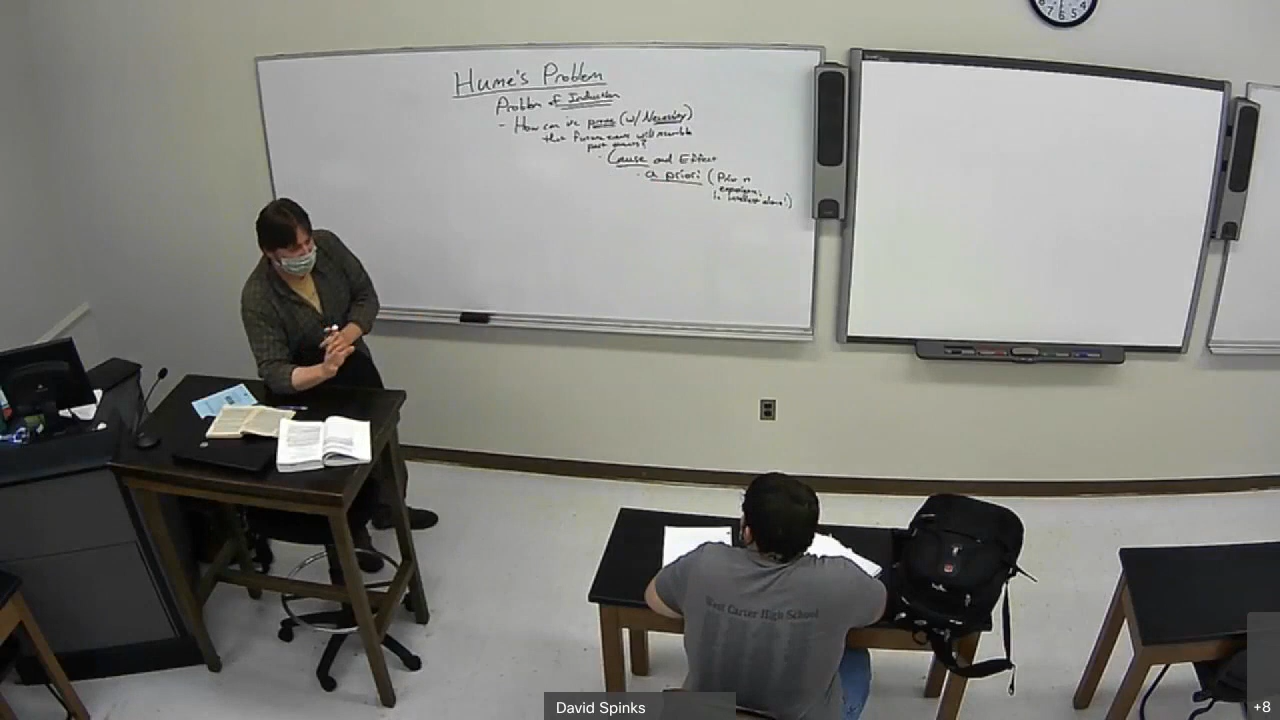 Hume's Problem
Problem of Induction
- How can we prove (w/ Necessity)
that future events will resemble
past events?
· Cause and Effect
· a priori (Prior to
experience;
in intellect alone!)
West Carter High School
David Spinks
+8